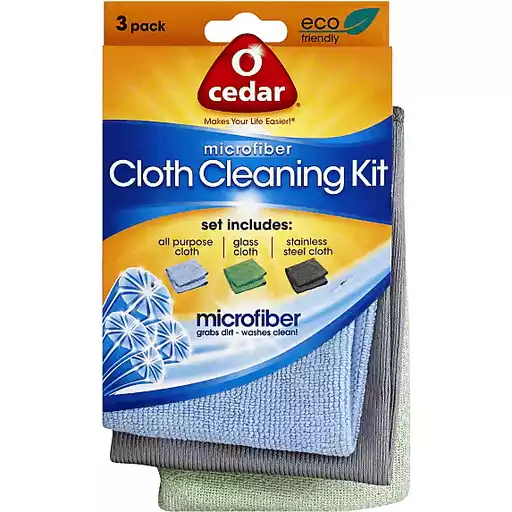 3 pack
eco
friendly
O
cedar®
Makes Your Life Easier!®
microfiber
Cloth Cleaning Kit
set includes:
all purpose cloth
glass cloth
stainless steel cloth
microfiber
grabs dirt - washes clean!